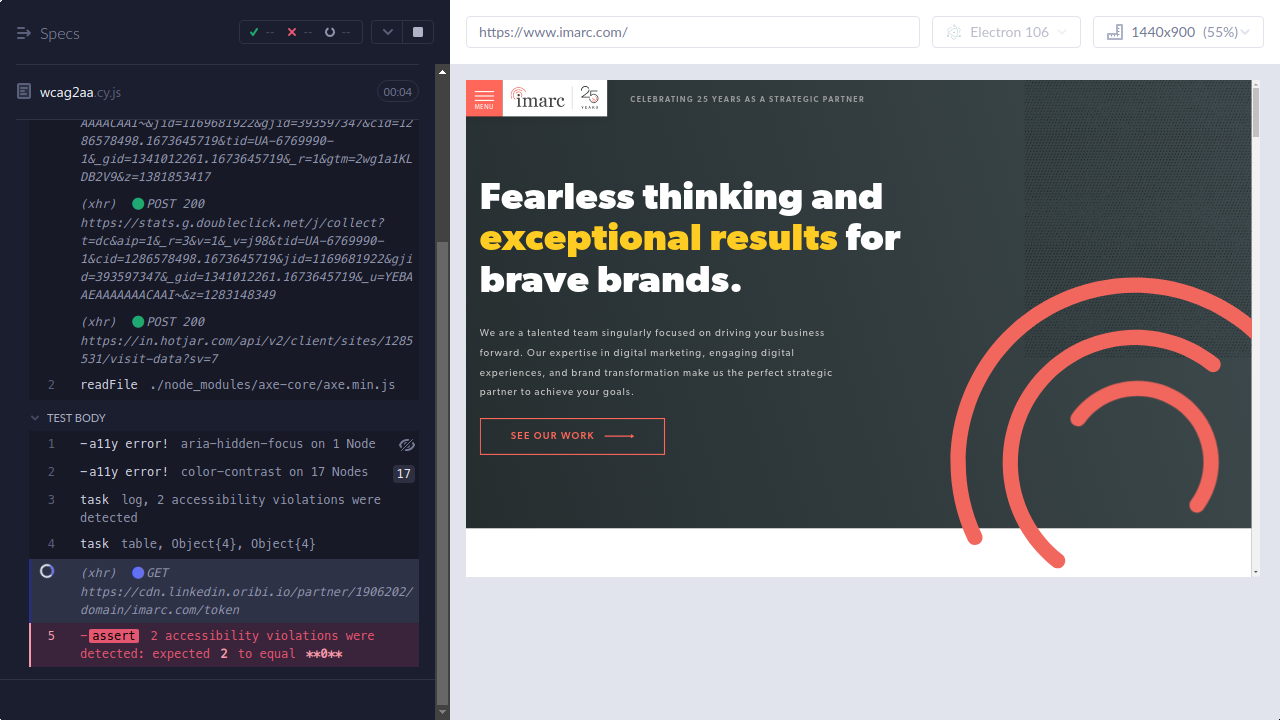 Specs
-- -- --
wcag2aa.cy.js
00:04
AAAACAAI~&jid=1169681922&gjid=393597347&cid=12
86578498.1673645719&tid=UA-6769990-
1&_gid=1341012261.1673645719&_r=1&gtm=2wg1a1KL
DB2V9&z=1381853417
(xhr) POST 200
https://stats.g.doubleclick.net/j/collect?
t=dc&aip=1&_r=3&v=1&_v=j98&tid=UA-6769990-
1&cid=1286578498.1673645719&jid=1169681922&gji
d=393597347&_gid=1341012261.1673645719&_u=YEBA
AEAAAAAAACAAI~&z=1283148349
(xhr) POST 200
https://in.hotjar.com/api/v2/client/sites/1285
531/visit-data?sv=7
2 readFile ./node_modules/axe-core/axe.min.js
TEST BODY
1 -a11y error! aria-hidden-focus on 1 Node
2 -a11y error! color-contrast on 17 Nodes 17
3 task log, 2 accessibility violations were
detected
4 task table, Object{4}, Object{4}
(xhr) GET
https://cdn.linkedin.oribi.io/partner/1906202/
domain/imarc.com/token
5 -assert 2 accessibility violations were
detected: expected 2 to equal **0**
https://www.imarc.com/
Electron 106
1440x900 (55%)
MENU
imarc
25
YEARS
CELEBRATING 25 YEARS AS A STRATEGIC PARTNER
Fearless thinking and
exceptional results for
brave brands.
We are a talented team singularly focused on driving your business
forward. Our expertise in digital marketing, engaging digital
experiences, and brand transformation make us the perfect strategic
partner to achieve your goals.
SEE OUR WORK